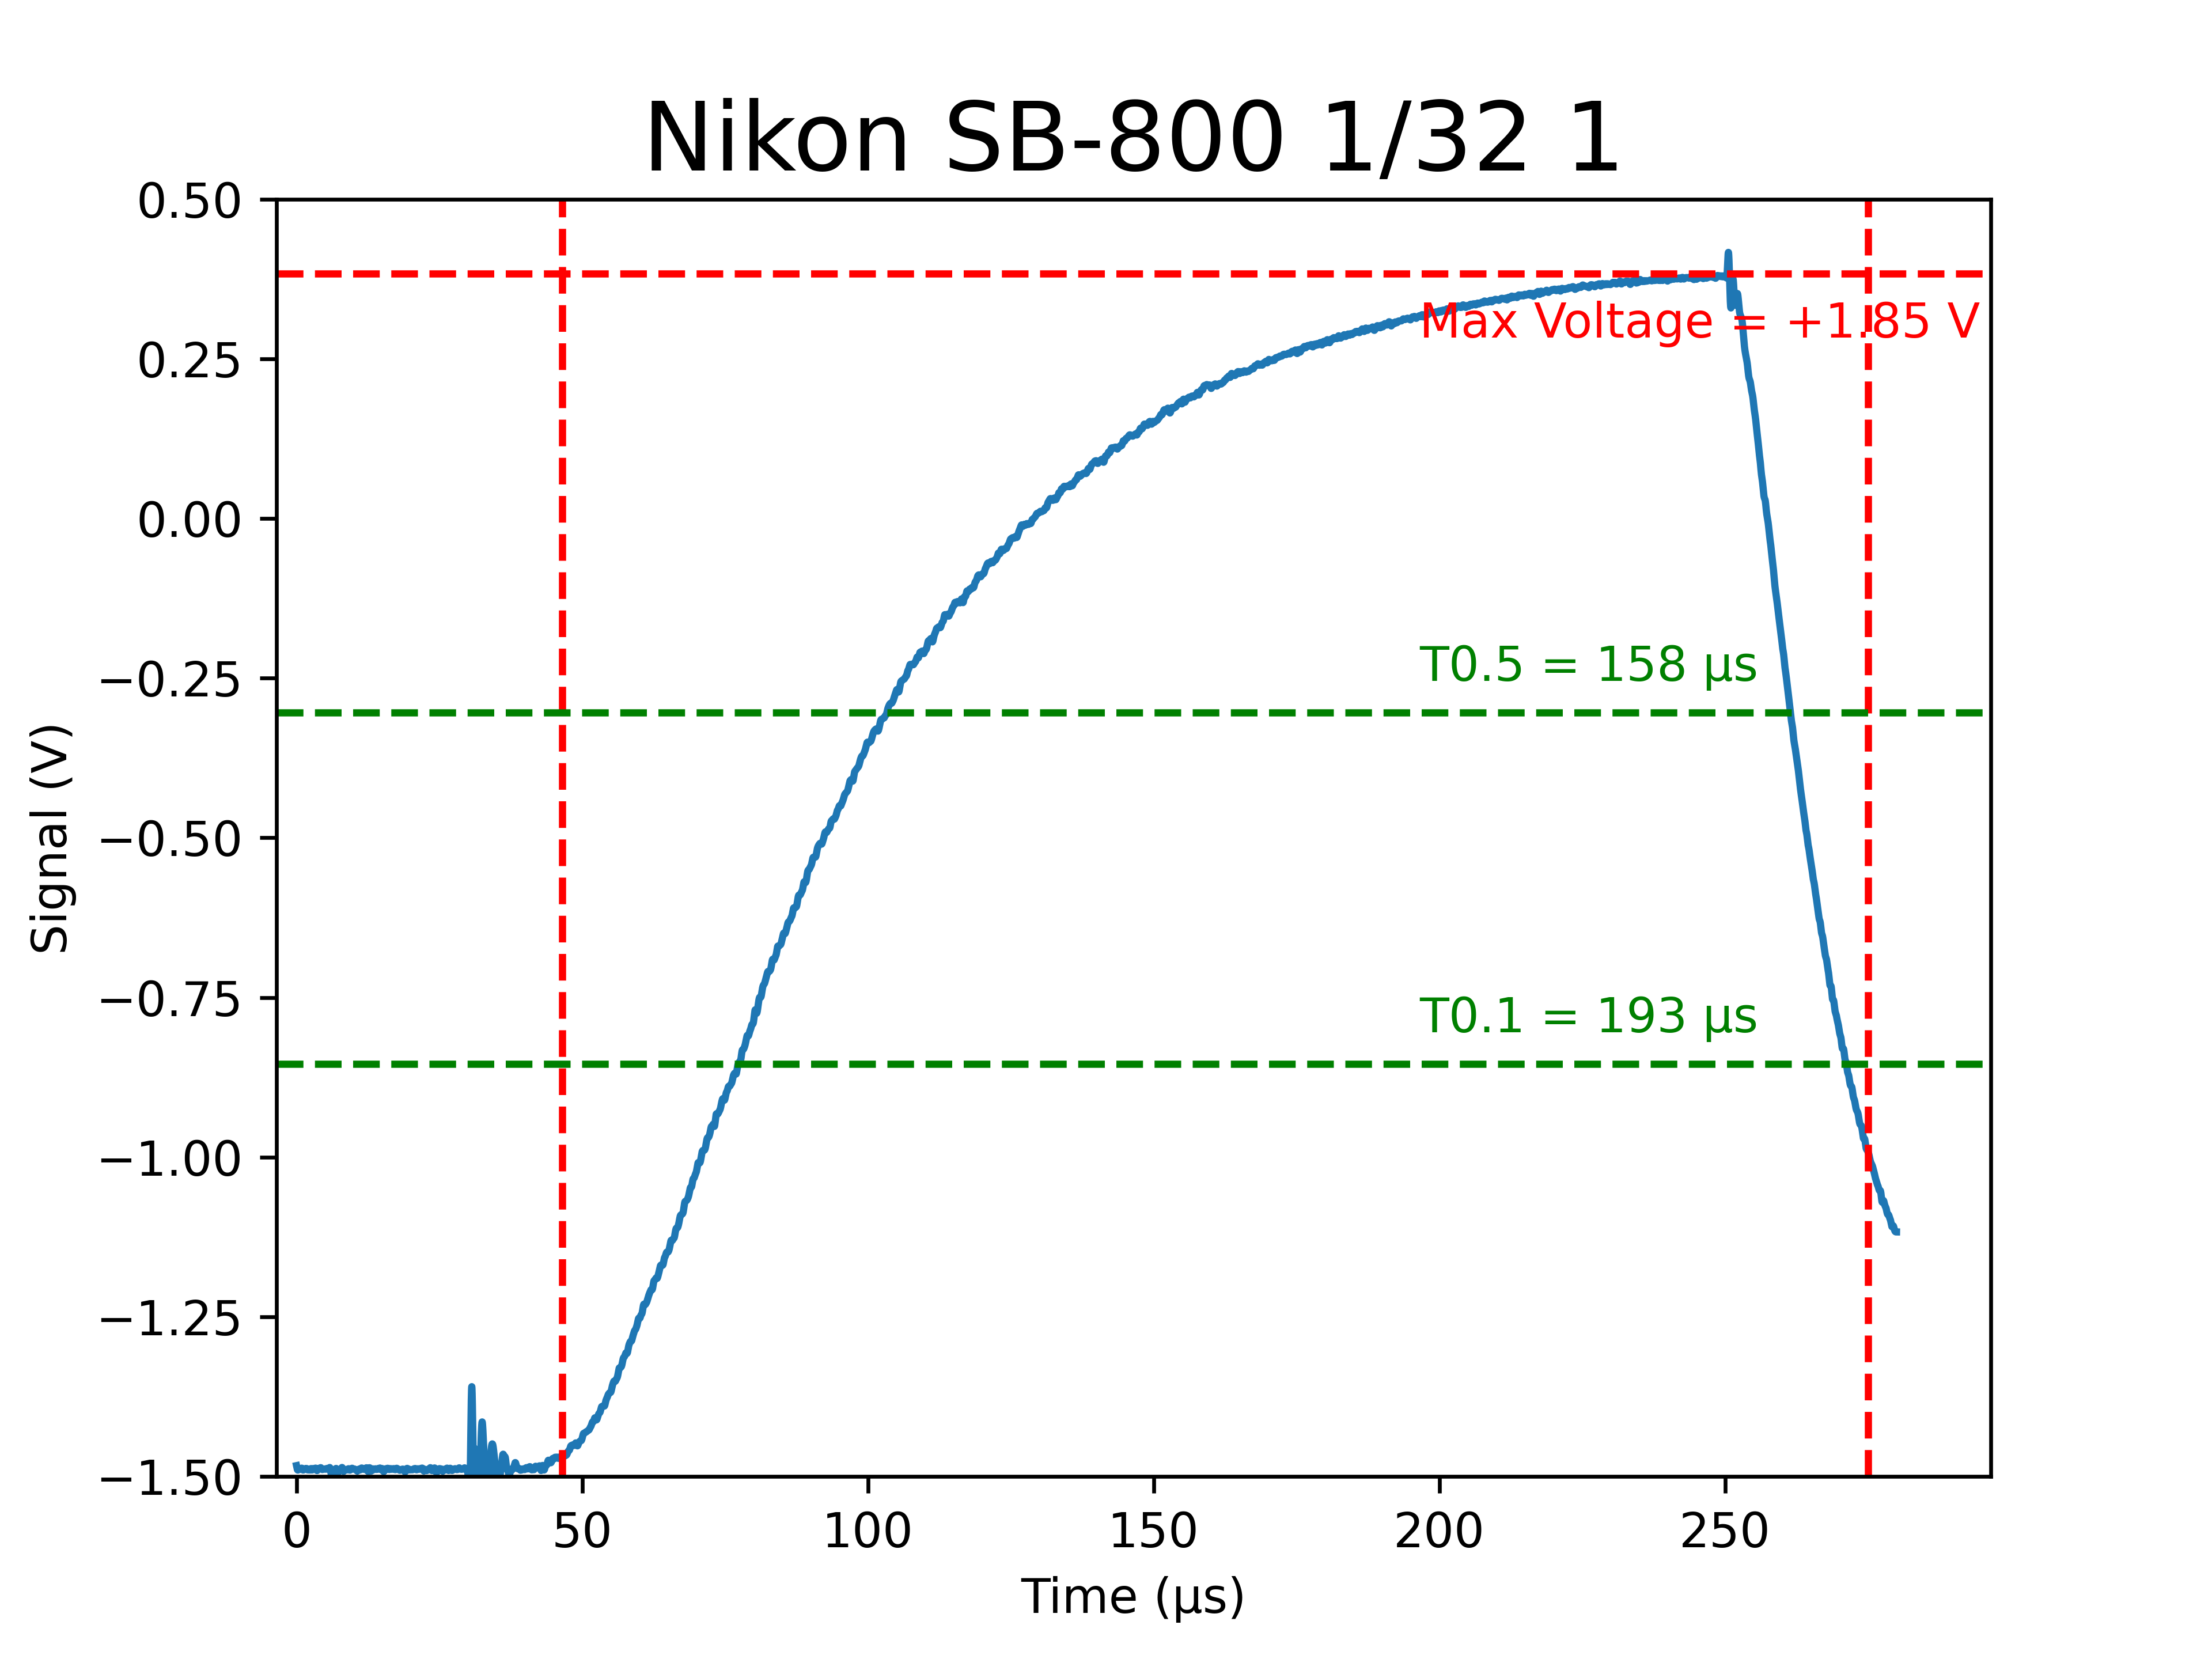 Nikon SB-800 1/32 1
0.50
0.25
0.00
−0.25
−0.50
−0.75
−1.00
−1.25
−1.50
Signal (V)
Max Voltage = +1.85 V
T0.5 = 158 µs
T0.1 = 193 µs
0 50 100 150 200 250
Time (µs)